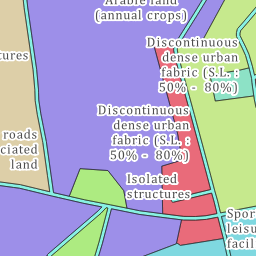 Arable land
(annual crops)
Discontinuous
dense urban
fabric (S.L. :
50% - 80%)
tures
Discontinuous
dense urban
fabric (S.L. :
50% - 80%)
roads
ciated
land
Isolated
structures
Spor
leisu
facil